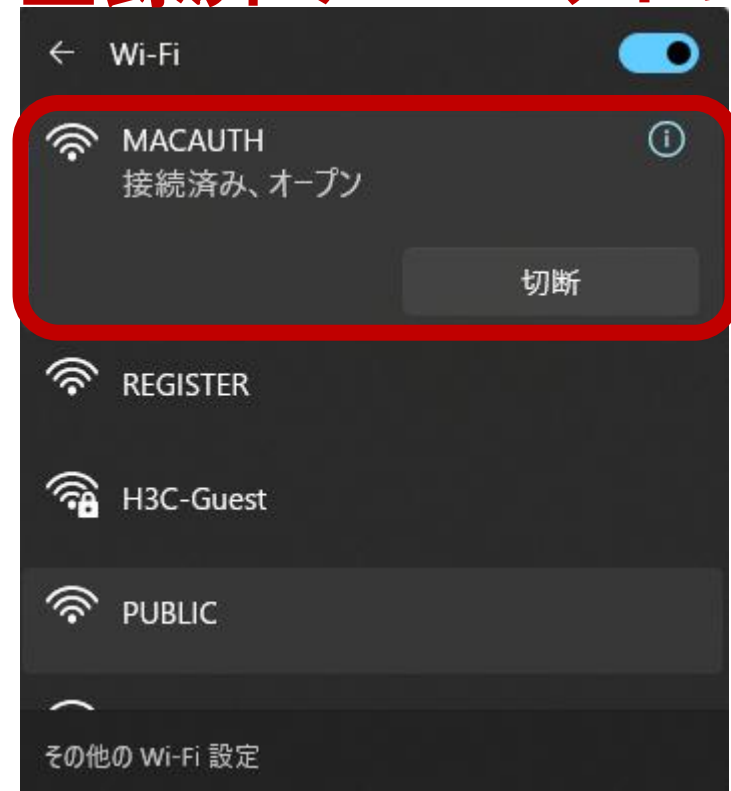 Wi-Fi
MACAUTH
接続済み、オープン
切断
REGISTER
H3C-Guest
PUBLIC
その他の Wi-Fi 設定